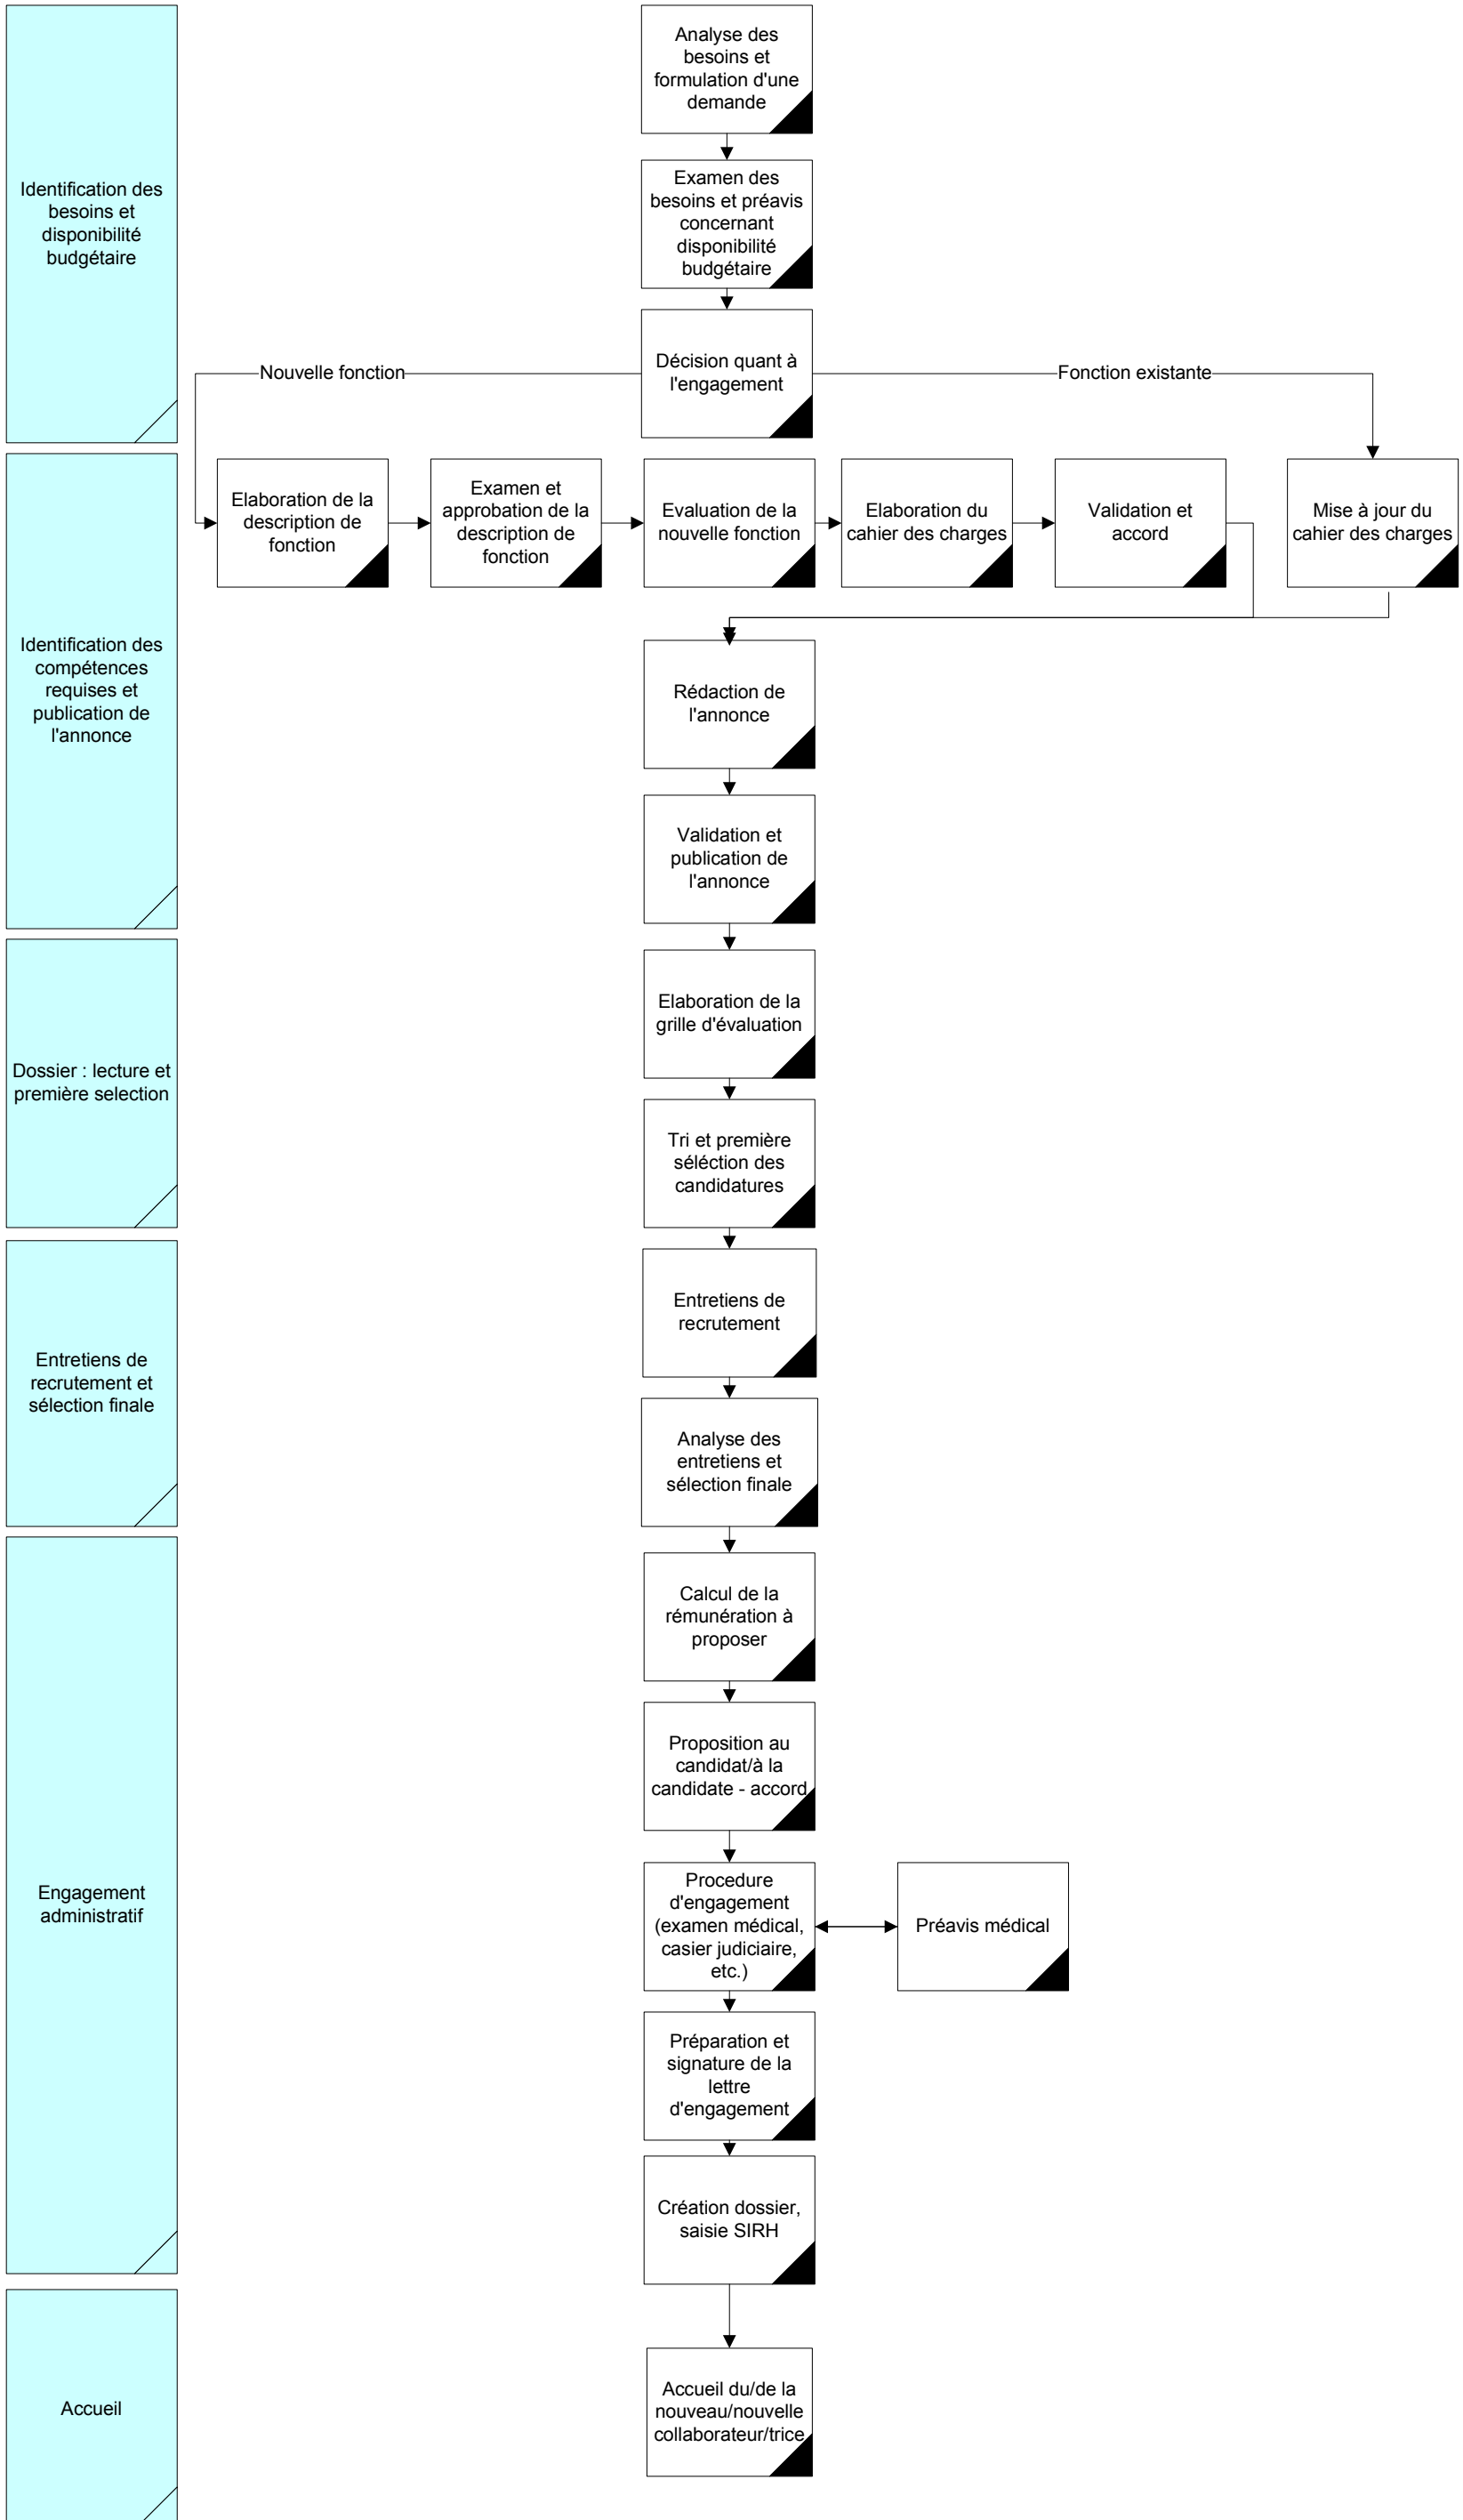 Analyse des
besoins et
formulation d'une
demande
Identification des
besoins et
disponibilité
budgétaire
Examen des
besoins et préavis
concernant
disponibilité
budgétaire
Décision quant à
l'engagement
Nouvelle fonction
Fonction existante
Identification des
compétences
requises et
publication de
l'annonce
Elaboration de la
description de
fonction
Examen et
approbation de la
description de
fonction
Evaluation de la
nouvelle fonction
Elaboration du
cahier des charges
Validation et
accord
Mise à jour du
cahier des charges
Rédaction de
l'annonce
Validation et
publication de
l'annonce
Dossier : lecture et
première selection
Elaboration de la
grille d'évaluation
Tri et première
séléction des
candidatures
Entretiens de
recrutement et
sélection finale
Entretiens de
recrutement
Analyse des
entretiens et
sélection finale
Engagement
administratif
Calcul de la
rémunération à
proposer
Proposition au
candidat/à la
candidate - accord
Procedure
d'engagement
(examen médical,
casier judiciaire,
etc.)
Préavis médical
Préparation et
signature de la
lettre
d'engagement
Création dossier,
saisie SIRH
Accueil
Accueil du/de la
nouveau/nouvelle
collaborateur/trice